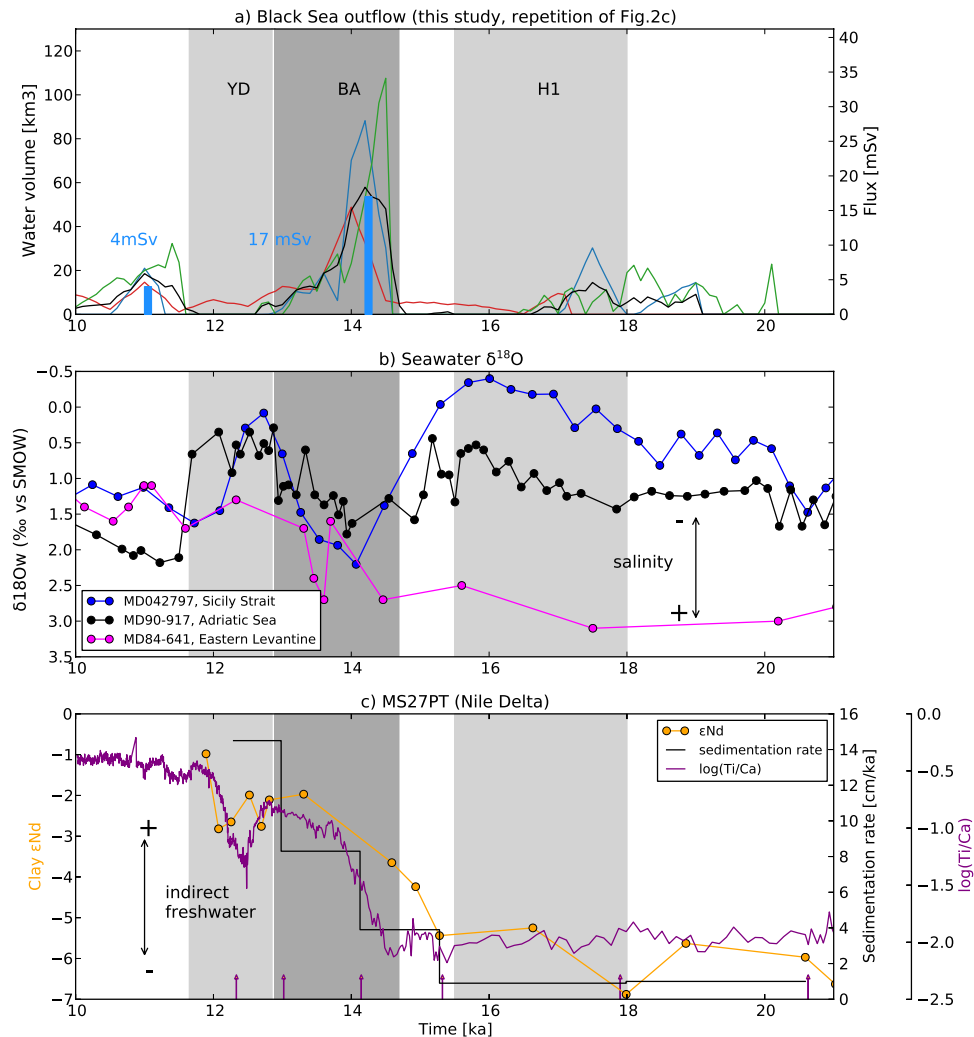 a) Black Sea outflow (this study, repetition of Fig.2c)
Water volume [km3]
120
100
80
60
40
20
0
YD
BA
H1
4mSv
17 mSv
40
35
30
25
20
15
10
5
0
Flux [mSv]
10 12 14 16 18 20
b) Seawater δ¹⁸O
δ18Ow (‰ vs SMOW)
−0.5
0.0
0.5
1.0
1.5
2.0
2.5
3.0
3.5
-
salinity
+
MD042797, Sicily Strait
MD90-917, Adriatic Sea
MD84-641, Eastern Levantine
10 12 14 16 18 20
c) MS27PT (Nile Delta)
Clay εNd
0
−1
−2
−3
−4
−5
−6
−7
+
indirect
freshwater
-
εNd
sedimentation rate
log(Ti/Ca)
16
14
12
10
8
6
4
2
0
Sedimentation rate [cm/ka]
0.0
−0.5
−1.0
−1.5
−2.0
−2.5
log(Ti/Ca)
10 12 14 16 18 20
Time [ka]